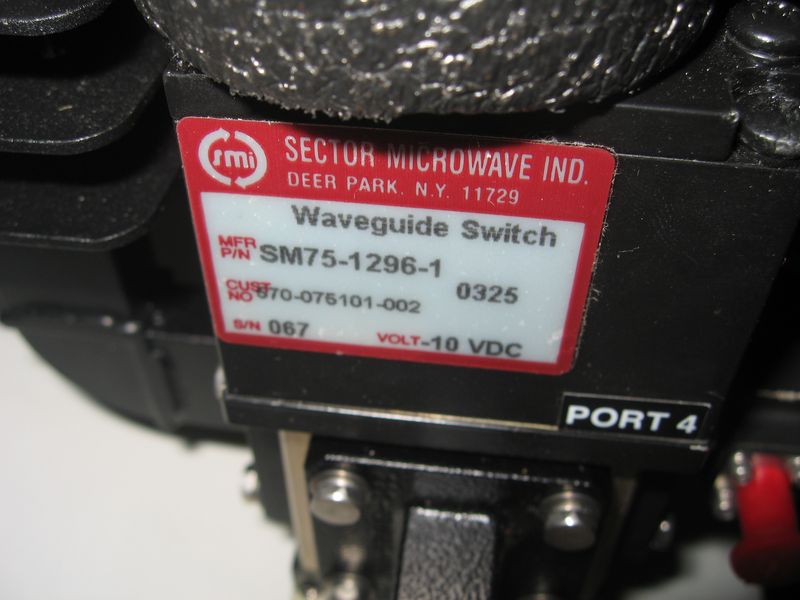 smi
SECTOR MICROWAVE IND.
DEER PARK. N.Y. 11729
Waveguide Switch
MFR P/N SM75-1296-1
0325
CUST NO 670-076101-002
S/N 067 VOLT-10 VDC
PORT 4